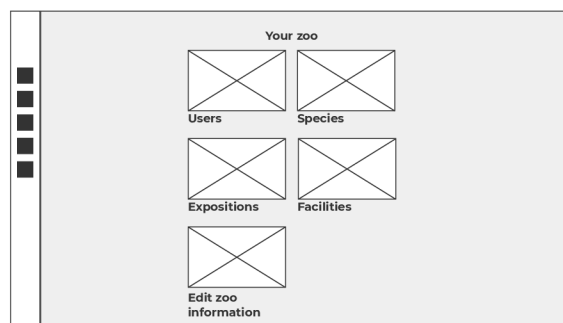 Your zoo
Users
Species
Expositions
Facilities
Edit zoo
information